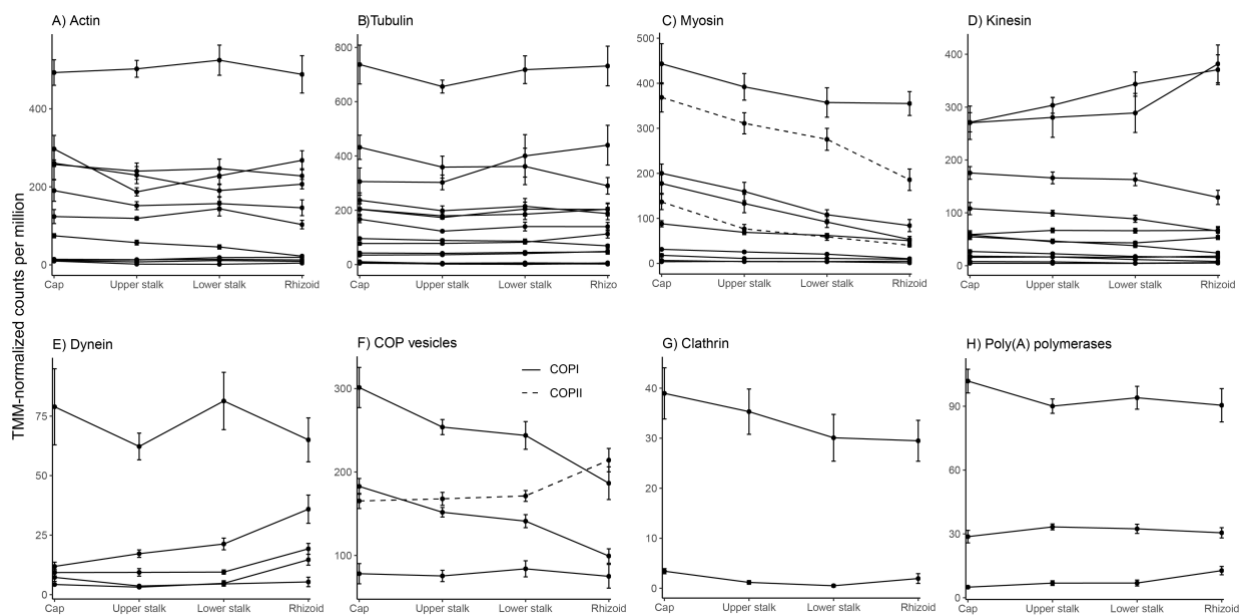 A) Actin
B)Tubulin
C) Myosin
D) Kinesin
400
200
0
Cap Upper stalk Lower stalk Rhizoid
800
600
400
200
0
Cap Upper stalk Lower stalk Rhizo
500
400
300
200
100
0
Cap Upper stalk Lower stalk Rhizoid
400
300
200
100
0
Cap Upper stalk Lower stalk Rhizoid
TMM-normalized counts per million
E) Dynein
F) COP vesicles
G) Clathrin
H) Poly(A) polymerases
75
50
25
0
Cap Upper stalk Lower stalk Rhizoid
COPI
COPII
300
200
100
Cap Upper stalk Lower stalk Rhizoid
40
30
20
10
0
Cap Upper stalk Lower stalk Rhizoid
90
60
30
0
Cap Upper stalk Lower stalk Rhizoid